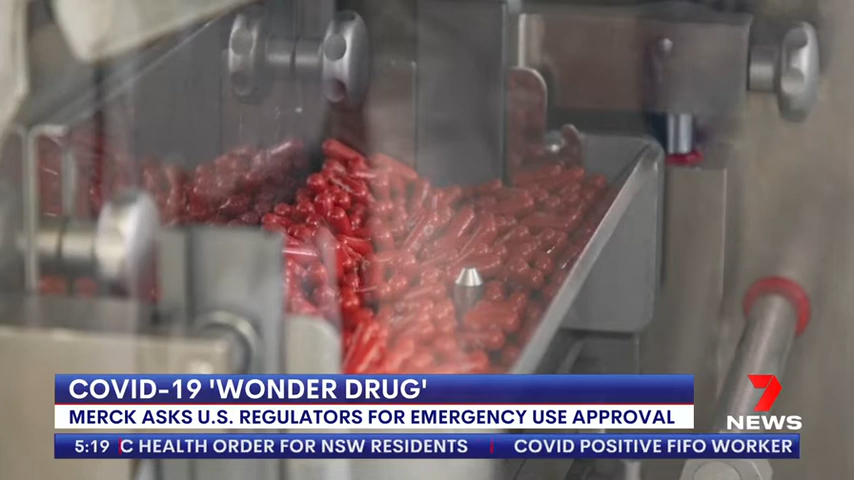 COVID-19 'WONDER DRUG'
MERCK ASKS U.S. REGULATORS FOR EMERGENCY USE APPROVAL
7
NEWS
5:19 C HEALTH ORDER FOR NSW RESIDENTS | COVID POSITIVE FIFO WORKER